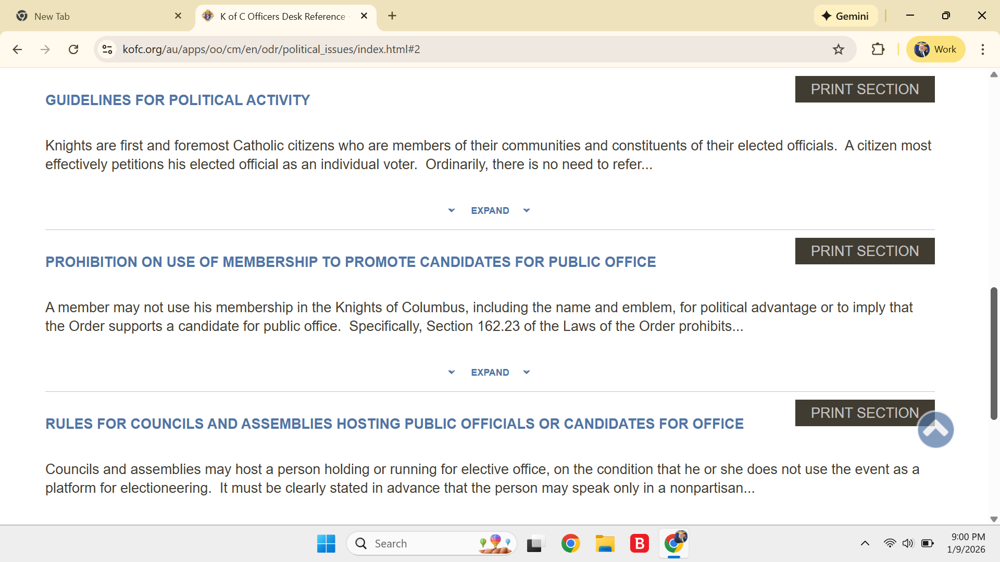 New Tab
K of C Officers Desk Reference -
Gemini
kofc.org/au/apps/oo/cm/en/odr/political_issues/index.html#2
Work
PRINT SECTION
GUIDELINES FOR POLITICAL ACTIVITY
Knights are first and foremost Catholic citizens who are members of their communities and constituents of their elected officials.  A citizen most
effectively petitions his elected official as an individual voter.  Ordinarily, there is no need to refer...
EXPAND
PRINT SECTION
PROHIBITION ON USE OF MEMBERSHIP TO PROMOTE CANDIDATES FOR PUBLIC OFFICE
A member may not use his membership in the Knights of Columbus, including the name and emblem, for political advantage or to imply that
the Order supports a candidate for public office.  Specifically, Section 162.23 of the Laws of the Order prohibits...
EXPAND
PRINT SECTION
RULES FOR COUNCILS AND ASSEMBLIES HOSTING PUBLIC OFFICIALS OR CANDIDATES FOR OFFICE
Councils and assemblies may host a person holding or running for elective office, on the condition that he or she does not use the event as a
platform for electioneering.  It must be clearly stated in advance that the person may speak only in a nonpartisan...
Search
B
9:00 PM
1/9/2026